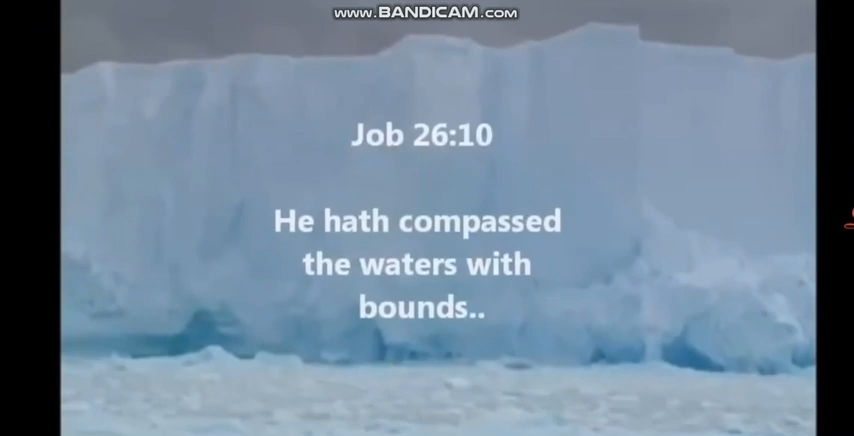 www.BANDICAM.com
Job 26:10
He hath compassed
the waters with
bounds..